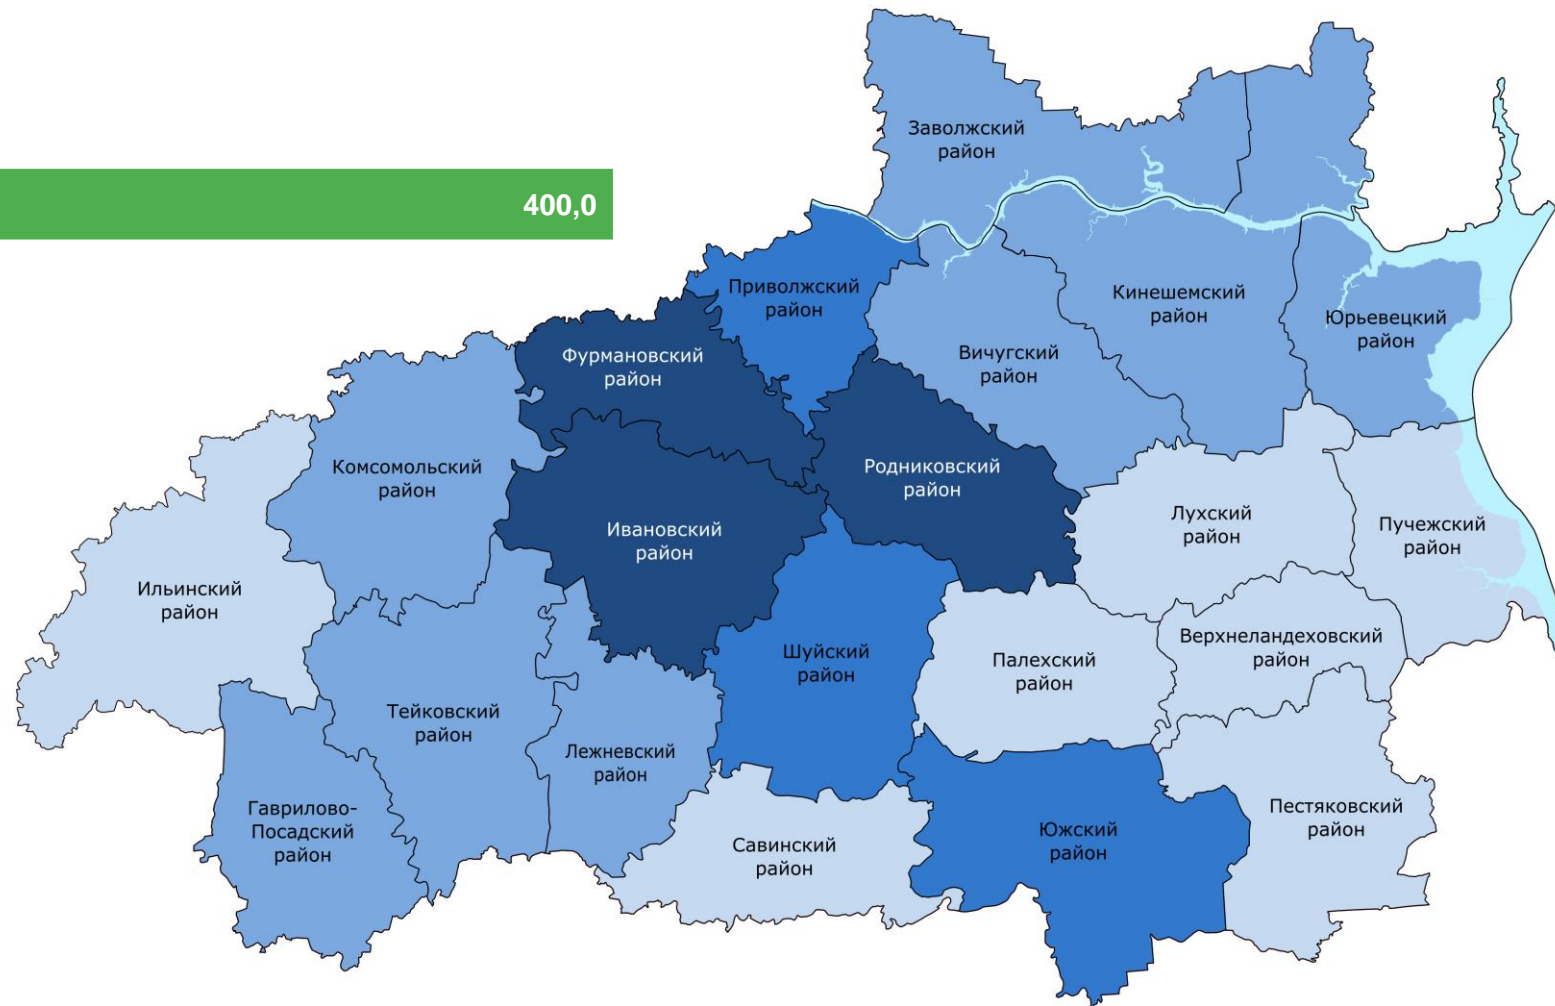 Заволжский
район
400,0
Приволжский
район
Кинешемский
район
Юрьевецкий
район
Фурмановский
район
Вичугский
район
Комсомольский
район
Родниковский
район
Ивановский
район
Лухский
район
Пучежский
район
Ильинский
район
Шуйский
район
Палехский
район
Верхнеландеховский
район
Тейковский
район
Лежневский
район
Гаврилово-
Посадский
район
Савинский
район
Южский
район
Пестяковский
район